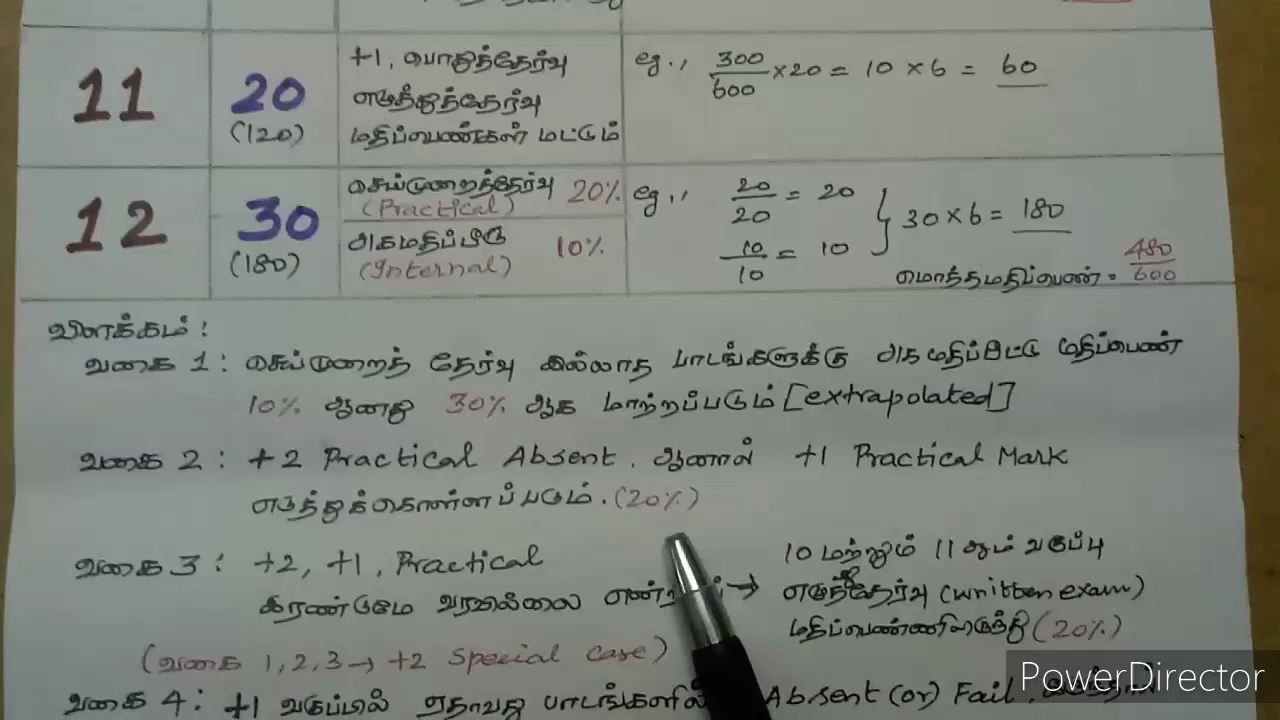 11
20
(120)
+1, பொதுத்தேர்வு
எழுத்துத்தேர்வு
மதிப்பெண்கள் மட்டும்
eg., 300/600 ×20 = 10 × 6 = 60
12
30
(180)
செய்முறைத்தேர்வு 20%
(Practical)
அகமதிப்பீடு 10%
(Internal)
eg., 20/20 = 20
10/10 = 10
} 30 × 6 = 180
மொத்தமதிப்பெண் = 480/600
விளக்கம் :
வகை 1 : செய்முறைத் தேர்வு இல்லாத பாடங்களுக்கு அகமதிப்பீட்டு மதிப்பெண்
10% ஆனது 30% ஆக மாற்றப்படும் [extrapolated]
வகை 2 : +2 Practical Absent. ஆனால் +1 Practical Mark
எடுத்துக்கொள்ளப்படும். (20%)
வகை 3 : +2, +1, Practical
இரண்டுமே வரவில்லை →
10 மற்றும் 11 ஆம் வகுப்பு
எழுத்தேர்வு (written exam)
மதிப்பெண்ணிலிருந்து (20%)
(வகை 1, 2, 3 → +2 Special Case)
வகை 4 : +1 வகுப்பில் ஏதாவது பாடங்களில் Absent (or) Fail.
PowerDirector